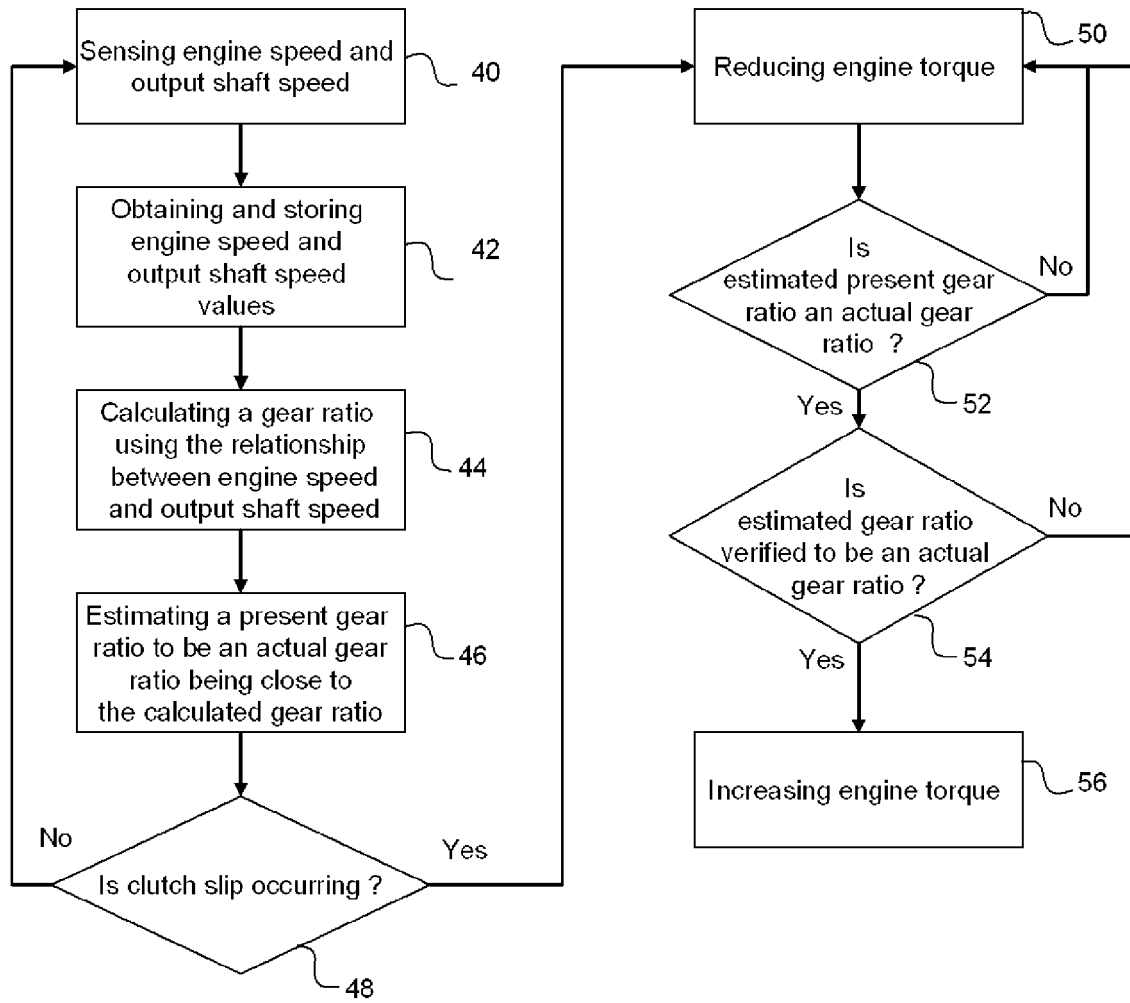 Sensing engine speed and
output shaft speed
40
Obtaining and storing
engine speed and
output shaft speed
values
42
Calculating a gear ratio
using the relationship
between engine speed
and output shaft speed
44
Estimating a present gear
ratio to be an actual gear
ratio being close to
the calculated gear ratio
46
No
Yes
Is clutch slip occurring ?
48
50
Reducing engine torque
Is
estimated present gear
ratio an actual gear
ratio ?
No
52
Yes
Is
estimated gear ratio
verified to be an actual
gear ratio ?
No
54
Yes
Increasing engine torque
56